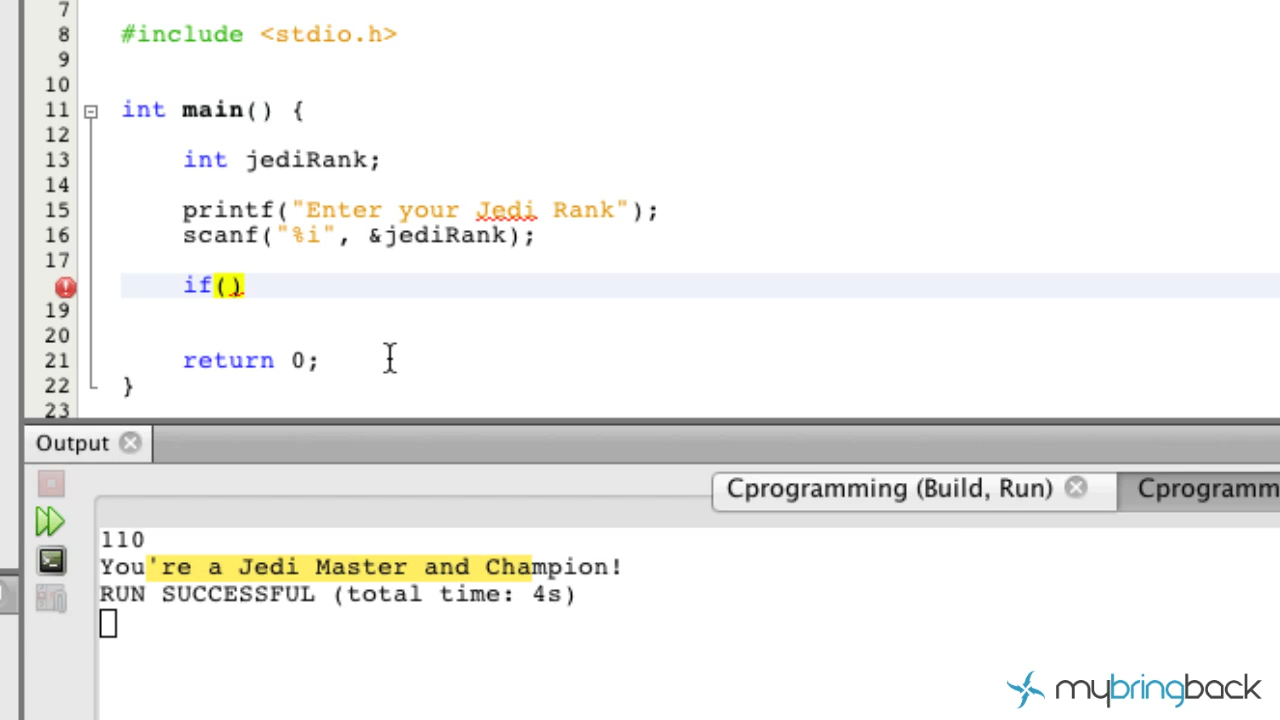 7
8 #include <stdio.h>
9
10
11 int main() {
12
13 int jediRank;
14
15 printf("Enter your Jedi Rank");
16 scanf("%i", &jediRank);
17
if()
19
20
21 return 0;
22 }
23
Output
Cprogramming (Build, Run) Cprogramm
110
You're a Jedi Master and Champion!
RUN SUCCESSFUL (total time: 4s)
mybringback